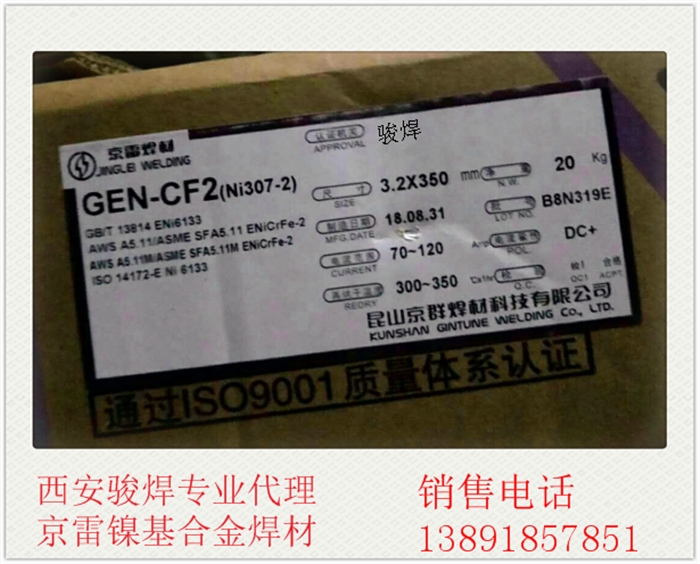 京雷焊材
JINGLEI WELDING
认证机关
APPROVAL
骏焊
GEN-CF2(Ni307-2)
GB/T 13814 ENi6133
AWS A5.11/ASME SFA5.11 ENiCrFe-2
AWS A5.11M/ASME SFA5.11M ENiCrFe-2
ISO 14172-E Ni 6133
尺寸
SIZE
3.2X350
mm
净重
N.W.
20
Kg
制造日期
MFG.DATE
18.08.31
批号
LOT NO.
B8N319E
电流范围
CURRENT
70~120
Amp
电流极性
POL.
DC+
再烘干温度
REDRY
300~350
℃x1hr
检验
Q.C.
检1
QC1
合格
ACPT.
昆山京群焊材科技有限公司
KUNSHAN GINTUNE WELDING Co., LTD.
通过ISO9001质量体系认证
西安骏焊专业代理
京雷镍基合金焊材
销售电话
13891857851